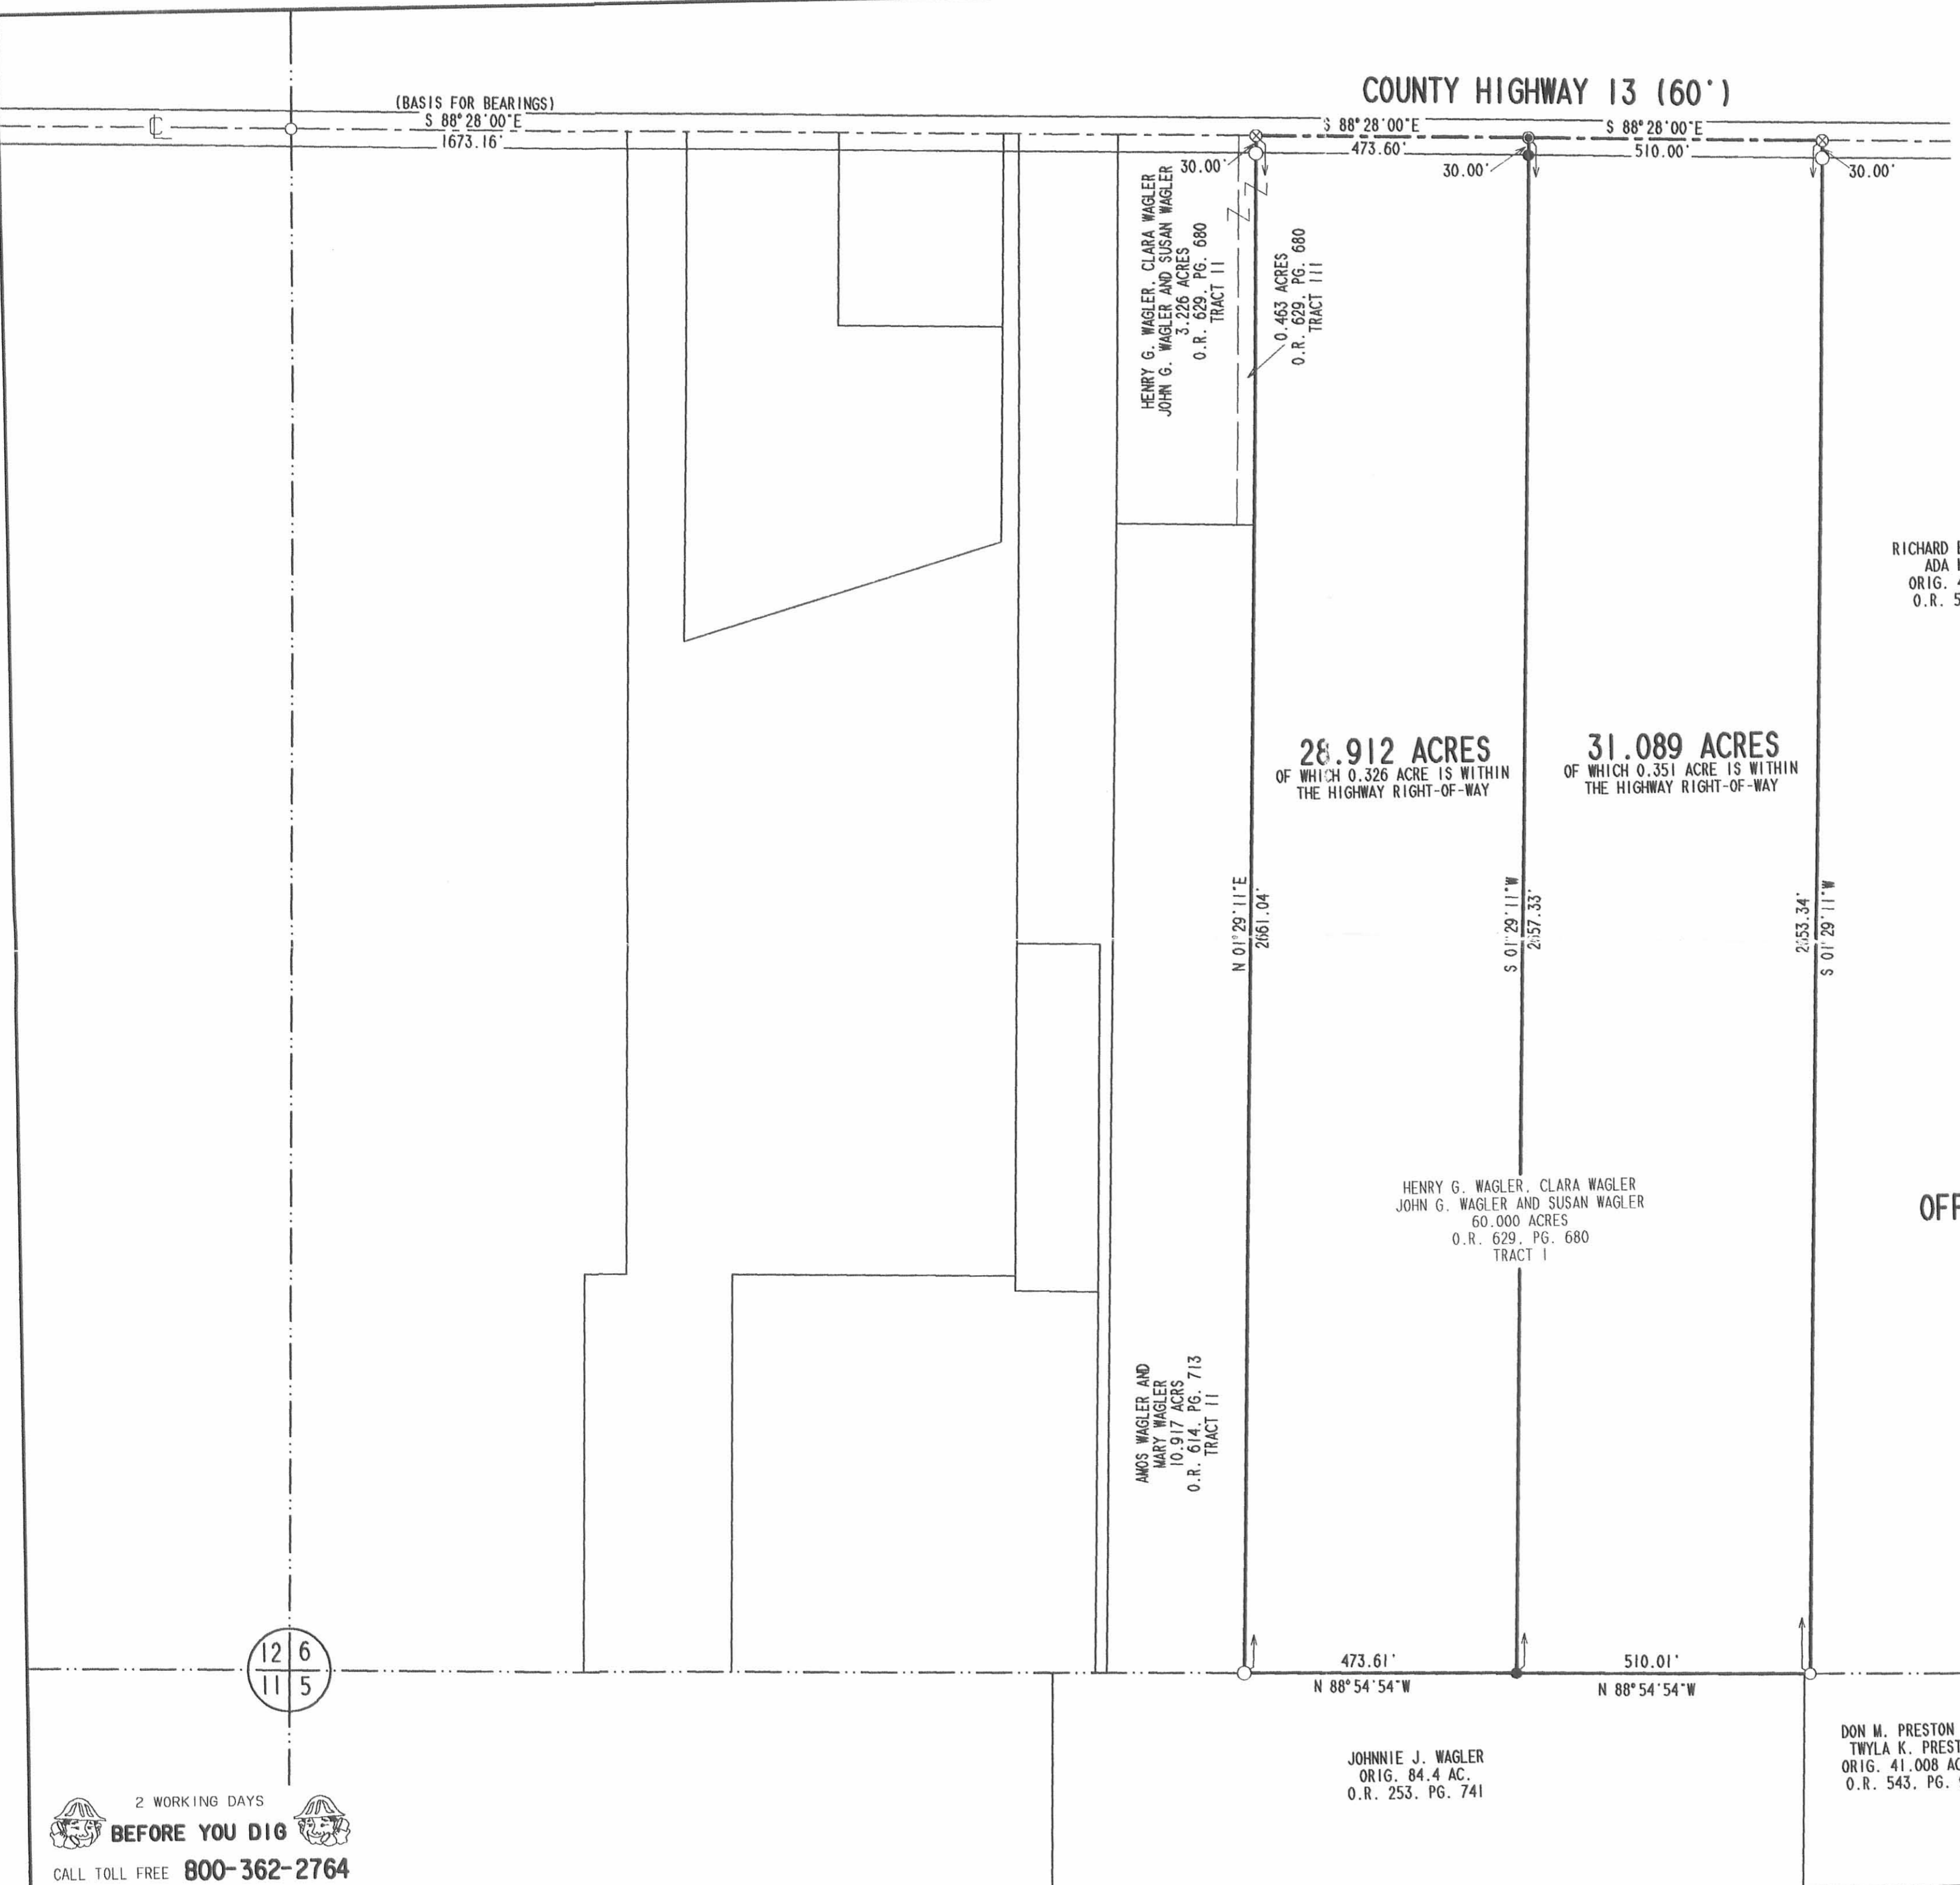 COUNTY HIGHWAY 13 (60')
(BASIS FOR BEARINGS)
S 88°28'00"E
1673.16'
℄
S 88°28'00"E
473.60'
S 88°28'00"E
510.00'
30.00'
30.00'
30.00'
HENRY G. WAGLER, CLARA WAGLER
JOHN G. WAGLER AND SUSAN WAGLER
3.226 ACRES
O.R. 629, PG. 680
TRACT II
0.463 ACRES
O.R. 629, PG. 680
TRACT III
RICHARD
ADA
ORIG.
O.R. 5
28.912 ACRES
OF WHICH 0.326 ACRE IS WITHIN
THE HIGHWAY RIGHT-OF-WAY
31.089 ACRES
OF WHICH 0.351 ACRE IS WITHIN
THE HIGHWAY RIGHT-OF-WAY
N 01°29'11"E
2661.04'
S 01°29'11"W
2657.33'
2653.34'
S 01°29'11"W
HENRY G. WAGLER, CLARA WAGLER
JOHN G. WAGLER AND SUSAN WAGLER
60.000 ACRES
O.R. 629, PG. 680
TRACT I
OFF
AMOS WAGLER AND
MARY WAGLER
10.917 ACRS
O.R. 614, PG. 713
TRACT II
12 6
11 5
473.61'
N 88°54'54"W
510.01'
N 88°54'54"W
JOHNNIE J. WAGLER
ORIG. 84.4 AC.
O.R. 253, PG. 741
DON M. PRESTON
TWYLA K. PREST
ORIG. 41.008 AC
O.R. 543, PG.
2 WORKING DAYS
BEFORE YOU DIG
CALL TOLL FREE 800-362-2764